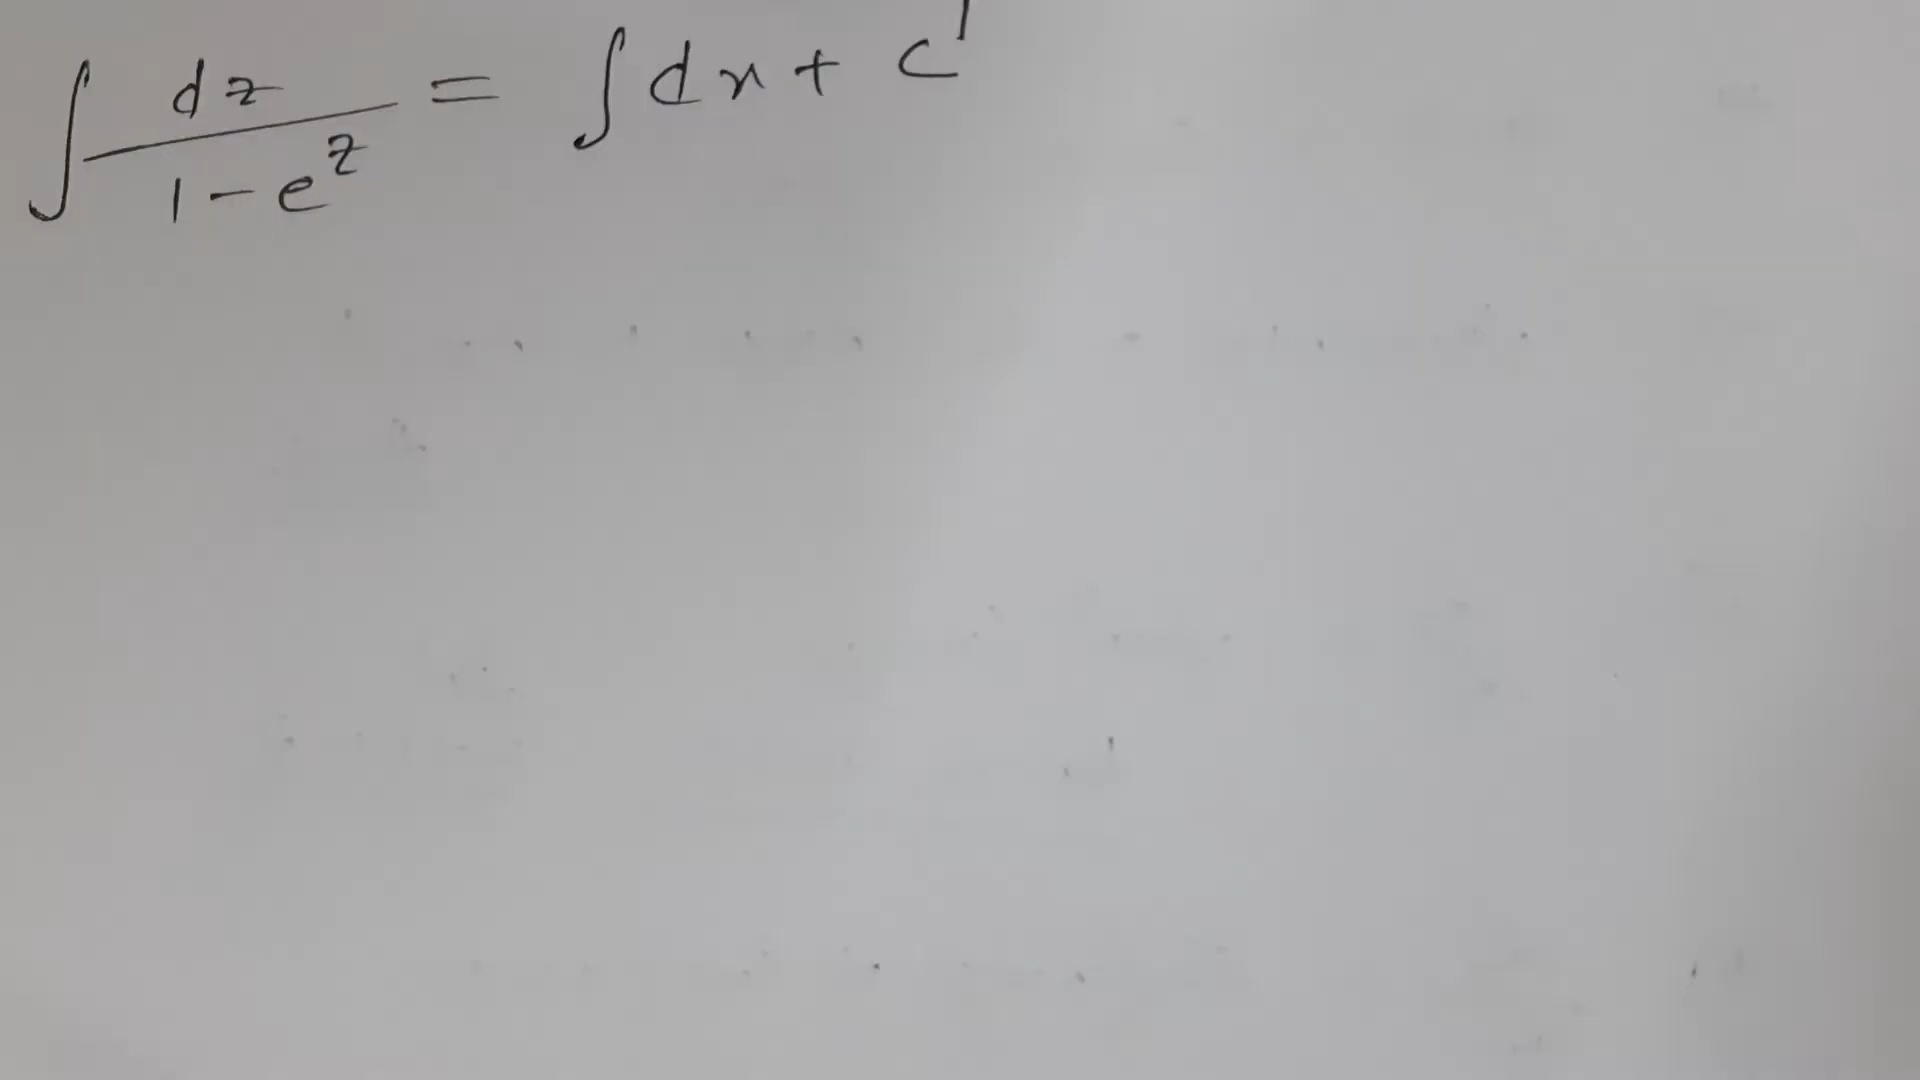 ∫ dz / (1 - e^z) = ∫ dx + c'